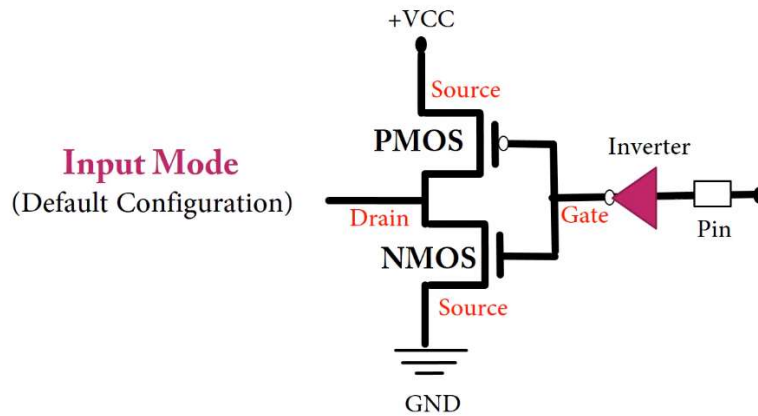 +VCC
Source
PMOS
Inverter
Input Mode
(Default Configuration)
Drain
Gate
Pin
NMOS
Source
GND